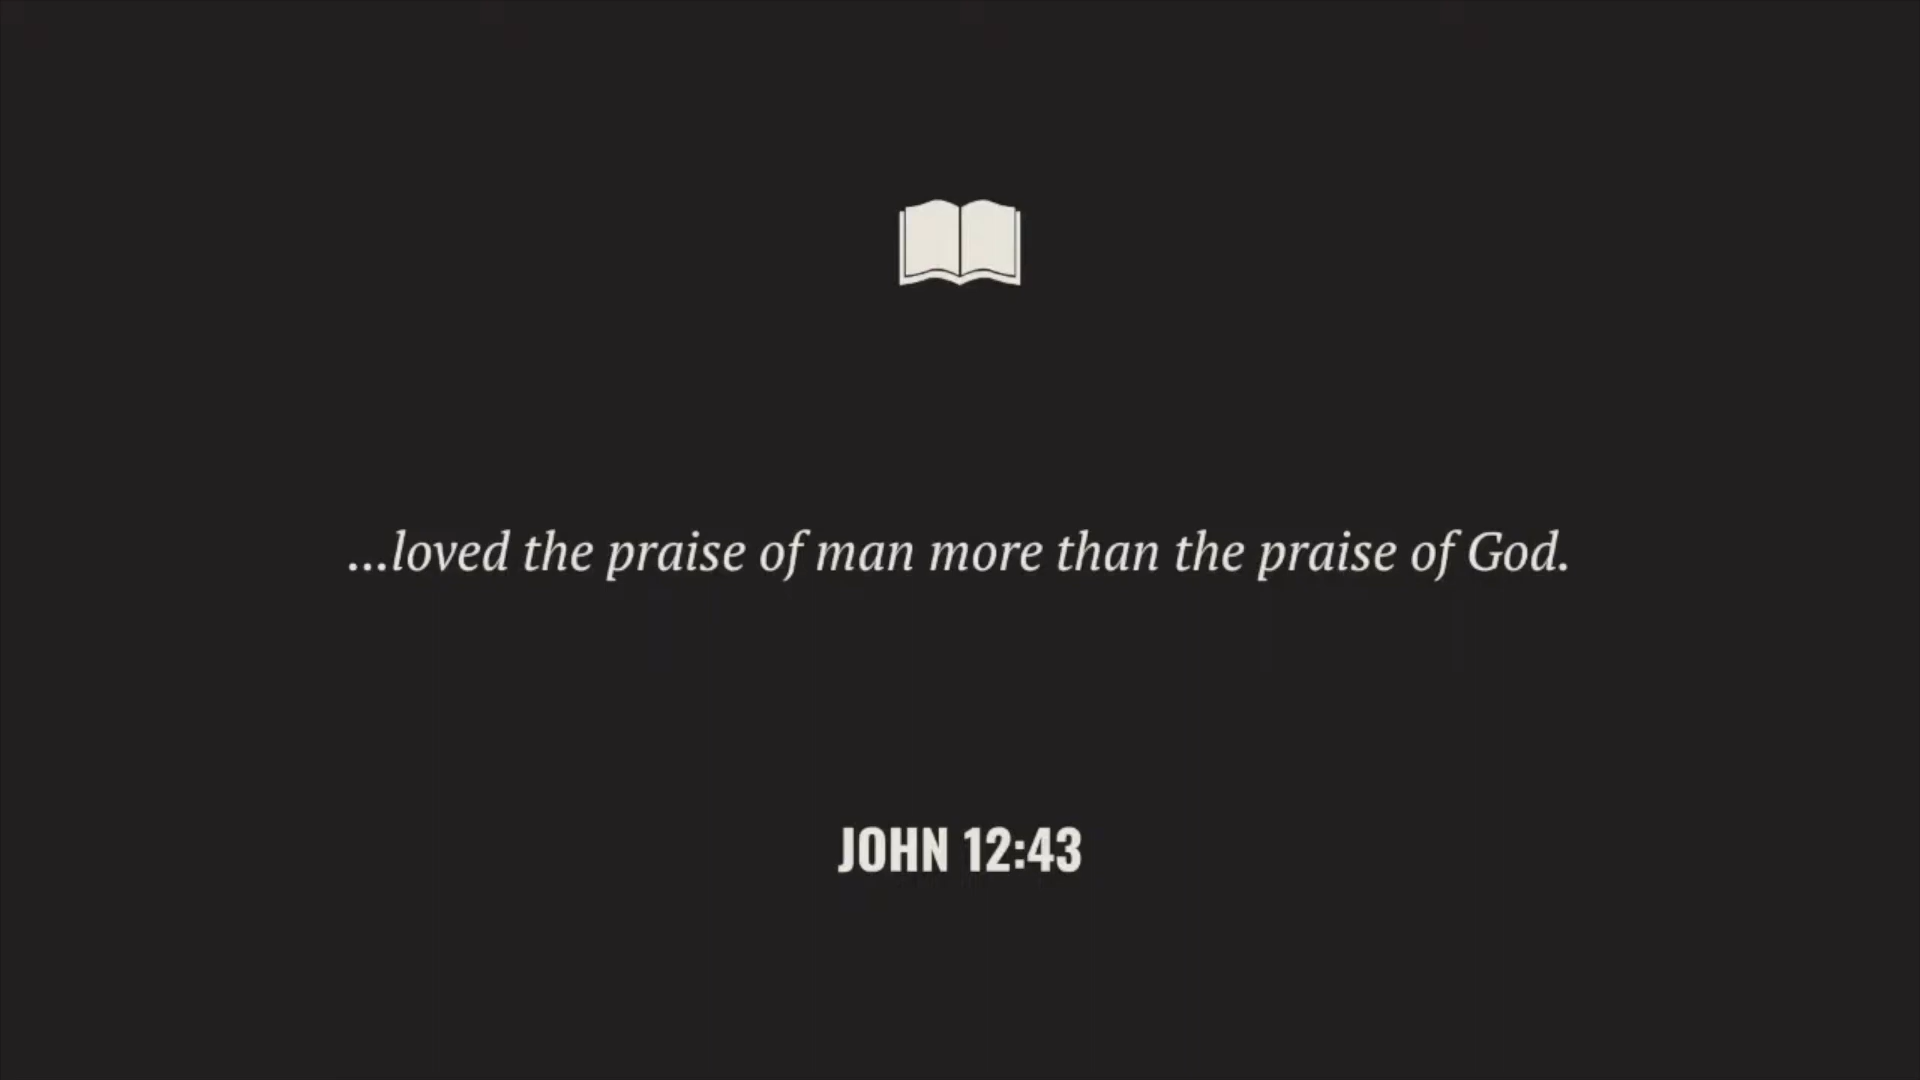 ...loved the praise of man more than the praise of God.
JOHN 12:43